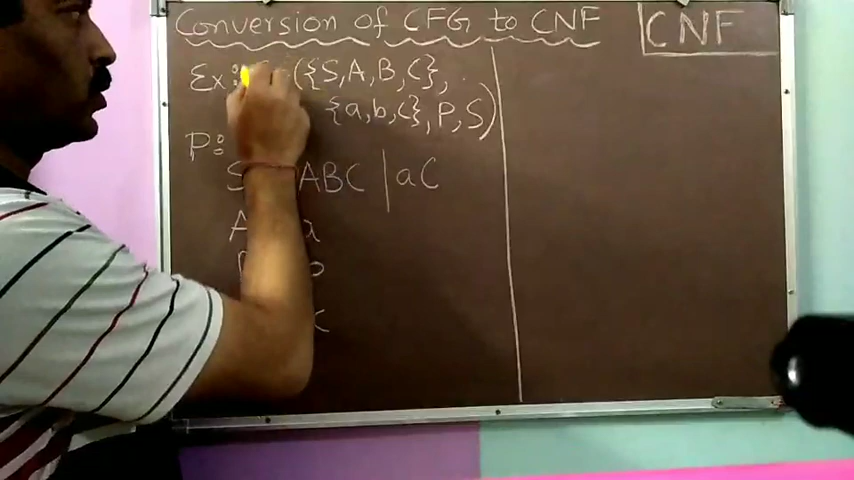 Conversion of CFG to CNF
CNF
Ex: ({S,A,B,C},
{a,b,c},P,S)
P:
S ABC | aC
A a